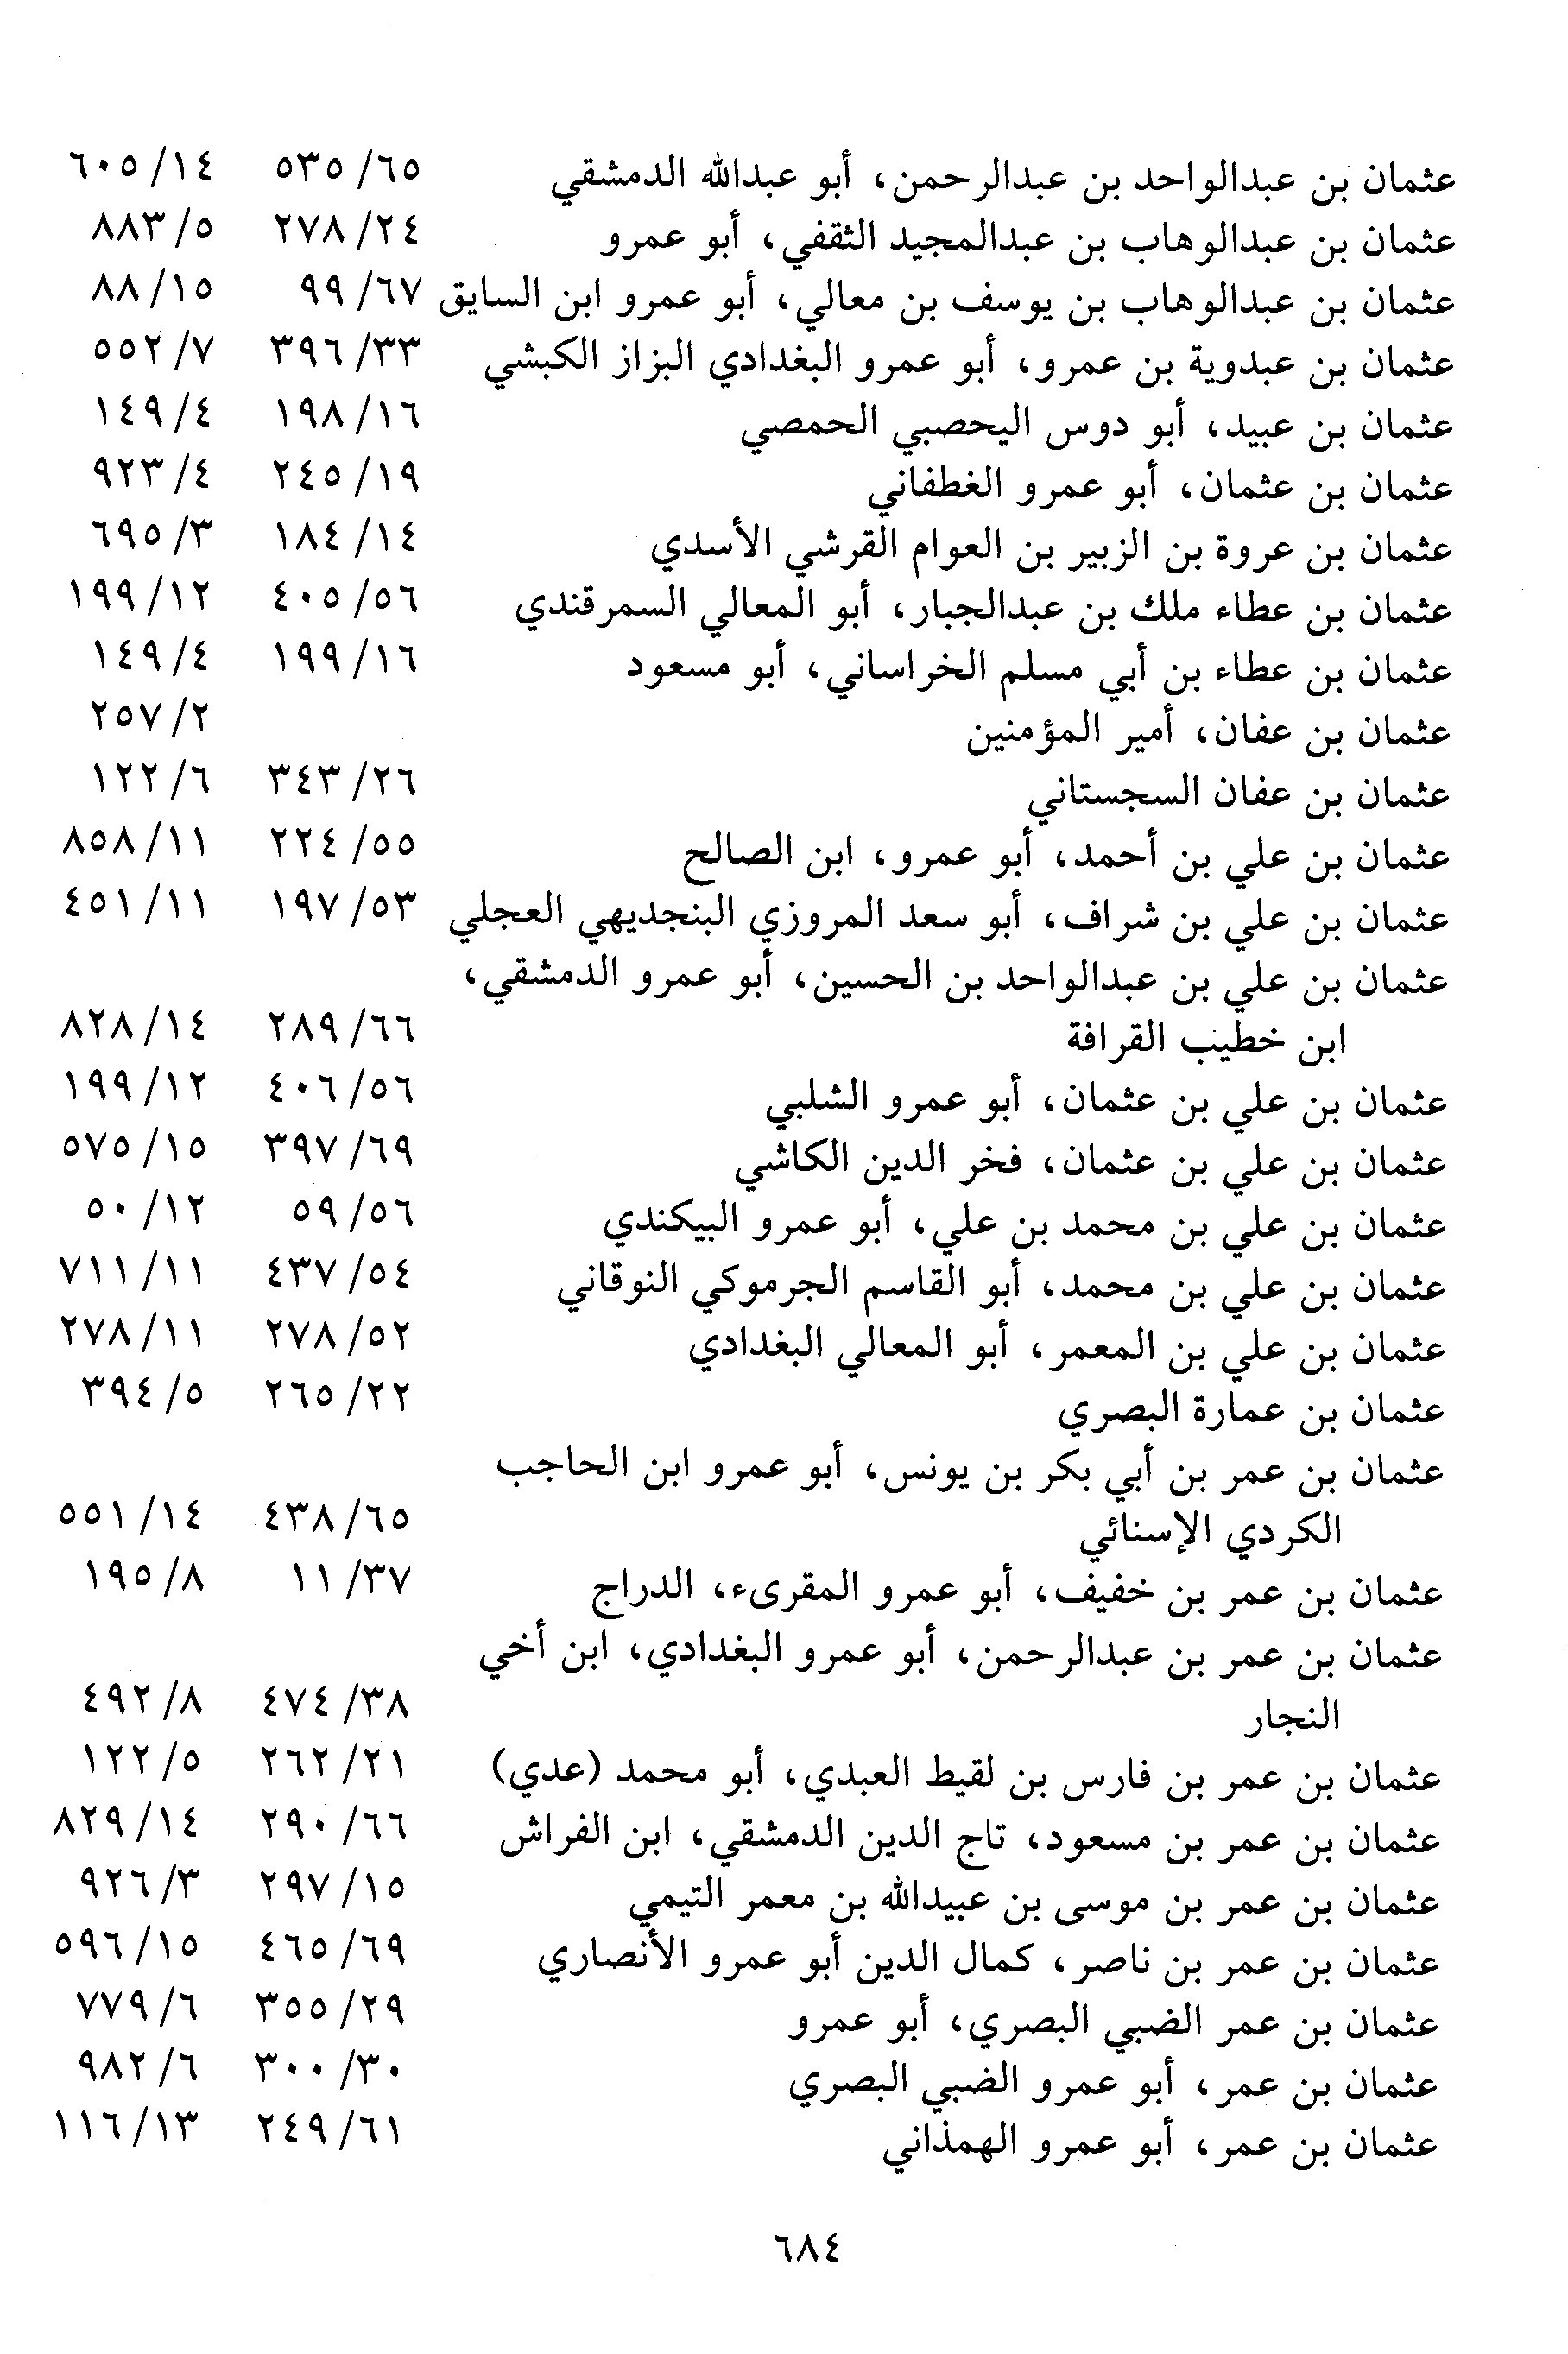 عثمان بن عبدالواحد بن عبدالرحمن، أبو عبدالله الدمشقي ٦٥/ ٥٣٥ ١٤/ ٦٠٥
عثمان بن عبدالوهاب بن عبدالمجيد الثقفي، أبو عمرو ٢٤/ ٢٧٨ ٥/ ٨٨٣
عثمان بن عبدالوهاب بن يوسف بن معالي، أبو عمرو ابن السايق ٦٧/ ٩٩ ١٥/ ٨٨
عثمان بن عبدوية بن عمرو، أبو عمرو البغدادي البزاز الكبشي ٣٣/ ٣٩٦ ٧/ ٥٥٢
عثمان بن عبيد، أبو دوس اليحصبي الحمصي ١٦/ ١٩٨ ٤/ ١٤٩
عثمان بن عثمان، أبو عمرو الغطفاني ١٩/ ٢٤٥ ٤/ ٩٢٣
عثمان بن عروة بن الزبير بن العوام القرشي الأسدي ١٤/ ١٨٤ ٣/ ٦٩٥
عثمان بن عطاء ملك بن عبدالجبار، أبو المعالي السمرقندي ٥٦/ ٤٠٥ ١٢/ ١٩٩
عثمان بن عطاء بن أبي مسلم الخراساني، أبو مسعود ١٦/ ١٩٩ ٤/ ١٤٩
عثمان بن عفان، أمير المؤمنين ٢/ ٢٥٧
عثمان بن عفان السجستاني ٢٦/ ٣٤٣ ٦/ ١٢٢
عثمان بن علي بن أحمد، أبو عمرو، ابن الصالح ٥٥/ ٢٢٤ ١١/ ٨٥٨
عثمان بن علي بن شراف، أبو سعد المروزي البنجديهي العجلي ٥٣/ ١٩٧ ١١/ ٤٥١
عثمان بن علي بن عبدالواحد بن الحسين، أبو عمرو الدمشقي،
ابن خطيب القرافة ٦٦/ ٢٨٩ ١٤/ ٨٢٨
عثمان بن علي بن عثمان، أبو عمرو الشلبي ٥٦/ ٤٠٦ ١٢/ ١٩٩
عثمان بن علي بن عثمان، فخر الدين الكاشي ٦٩/ ٣٩٧ ١٥/ ٥٧٥
عثمان بن علي بن محمد بن علي، أبو عمرو البيكندي ٥٦/ ٥٩ ١٢/ ٥٠
عثمان بن علي بن محمد، أبو القاسم الجرموكي النوقاني ٥٤/ ٤٣٧ ١١/ ٧١١
عثمان بن علي بن المعمر، أبو المعالي البغدادي ٥٢/ ٢٧٨ ١١/ ٢٧٨
عثمان بن عمارة البصري ٢٢/ ٢٦٥ ٥/ ٣٩٤
عثمان بن عمر بن أبي بكر بن يونس، أبو عمرو ابن الحاجب
الكردي الإسنائي ٦٥/ ٤٣٨ ١٤/ ٥٥١
عثمان بن عمر بن خفيف، أبو عمرو المقرىء، الدراج ٣٧/ ١١ ٨/ ١٩٥
عثمان بن عمر بن عبدالرحمن، أبو عمرو البغدادي، ابن أخي
النجار ٣٨/ ٤٧٤ ٨/ ٤٩٢
عثمان بن عمر بن فارس بن لقيط العبدي، أبو محمد (عدي) ٢١/ ٢٦٢ ٥/ ١٢٢
عثمان بن عمر بن مسعود، تاج الدين الدمشقي، ابن الفراش ٦٦/ ٢٩٠ ١٤/ ٨٢٩
عثمان بن عمر بن موسى بن عبيدالله بن معمر التيمي ١٥/ ٢٩٧ ٣/ ٩٢٦
عثمان بن عمر بن ناصر، كمال الدين أبو عمرو الأنصاري ٦٩/ ٤٦٥ ١٥/ ٥٩٦
عثمان بن عمر الضبي البصري، أبو عمرو ٢٩/ ٣٥٥ ٦/ ٧٧٩
عثمان بن عمر، أبو عمرو الضبي البصري ٣٠/ ٣٠٠ ٦/ ٩٨٢
عثمان بن عمر، أبو عمرو الهمذاني ٦١/ ٢٤٩ ١٣/ ١١٦
٦٨٤